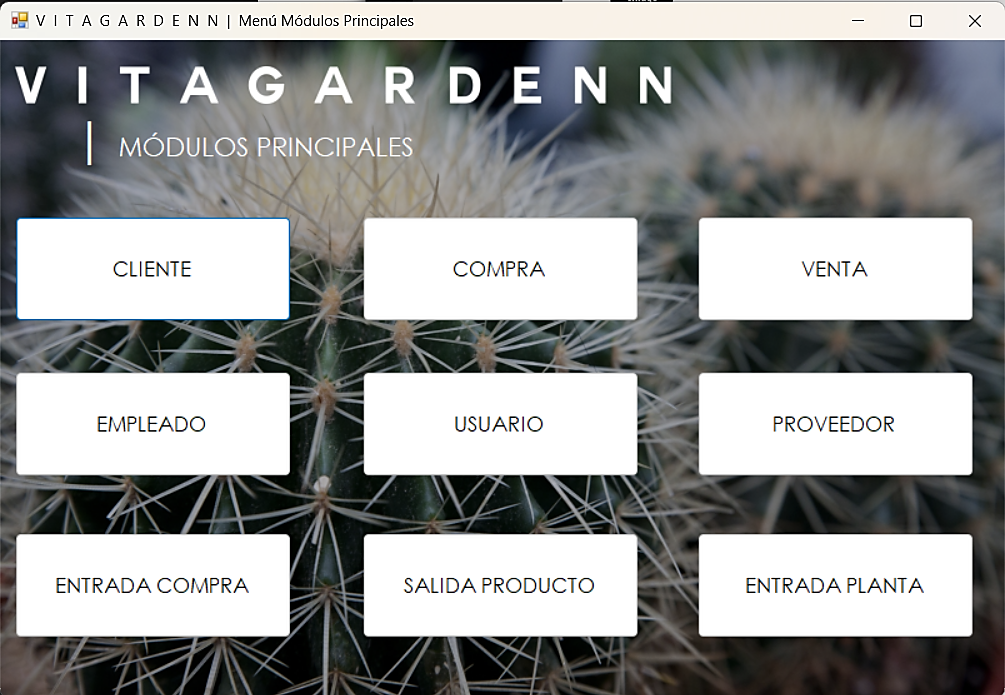 V I T A G A R D E N N | Menú Módulos Principales
V I T A G A R D E N N
| MÓDULOS PRINCIPALES
CLIENTE COMPRA VENTA
EMPLEADO USUARIO PROVEEDOR
ENTRADA COMPRA SALIDA PRODUCTO ENTRADA PLANTA